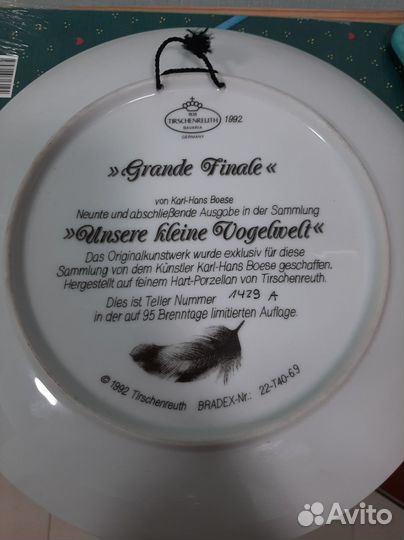 1838
TIRSCHENREUTH
BAVARIA
GERMANY
1992
»Grande Finale«
von Karl-Hans Boese
Neunte und abschließende Ausgabe in der Sammlung
»Unsere kleine Vogelwelt«
Das Originalkunstwerk wurde exklusiv für diese
Sammlung von dem Künstler Karl-Hans Boese geschaffen.
Hergestellt auf feinem Hart-Porzellan von Tirschenreuth.
Dies ist Teller Nummer 1429 A
in der auf 95 Brenntage limitierten Auflage.
© 1992 Tirschenreuth BRADEX-Nr.: 22-T40-6.9
Avito